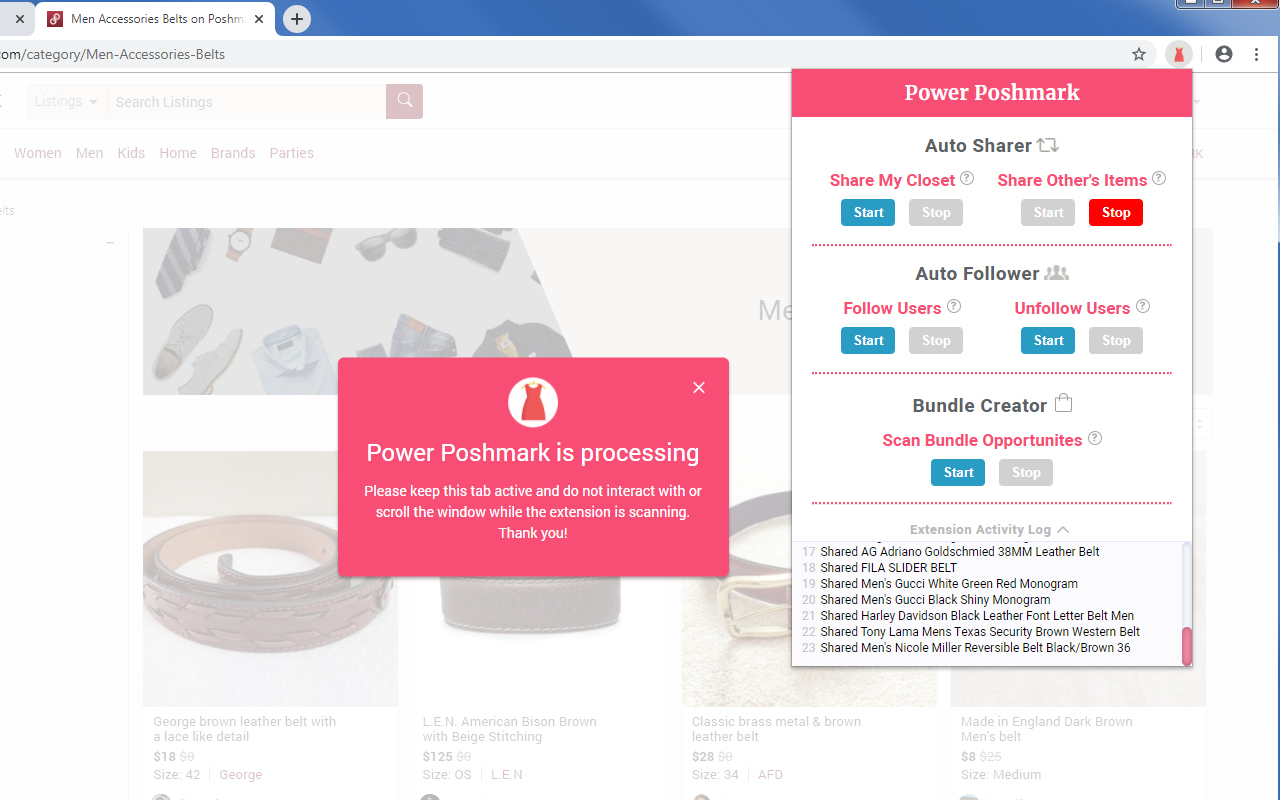 Men Accessories Belts on Poshm
com/category/Men-Accessories-Belts
Listings
Search Listings
Women Men Kids Home Brands Parties
elts
Me
Power Poshmark is processing
Please keep this tab active and do not interact with or
scroll the window while the extension is scanning.
Thank you!
George brown leather belt with
a lace like detail
$18 $0
Size: 42 George
L.E.N. American Bison Brown
with Beige Stitching
$125 $0
Size: OS L.E.N
Classic brass metal & brown
leather belt
$28 $0
Size: 34 AFD
Made in England Dark Brown
Men's belt
$8 $25
Size: Medium
Power Poshmark
Auto Sharer
Share My Closet ? Share Other's Items ?
Start Stop Start Stop
Auto Follower
Follow Users ? Unfollow Users ?
Start Stop Start Stop
Bundle Creator
Scan Bundle Opportunites ?
Start Stop
Extension Activity Log
17 Shared AG Adriano Goldschmied 38MM Leather Belt
18 Shared FILA SLIDER BELT
19 Shared Men's Gucci White Green Red Monogram
20 Shared Men's Gucci Black Shiny Monogram
21 Shared Harley Davidson Black Leather Font Letter Belt Men
22 Shared Tony Lama Mens Texas Security Brown Western Belt
23 Shared Men's Nicole Miller Reversible Belt Black/Brown 36